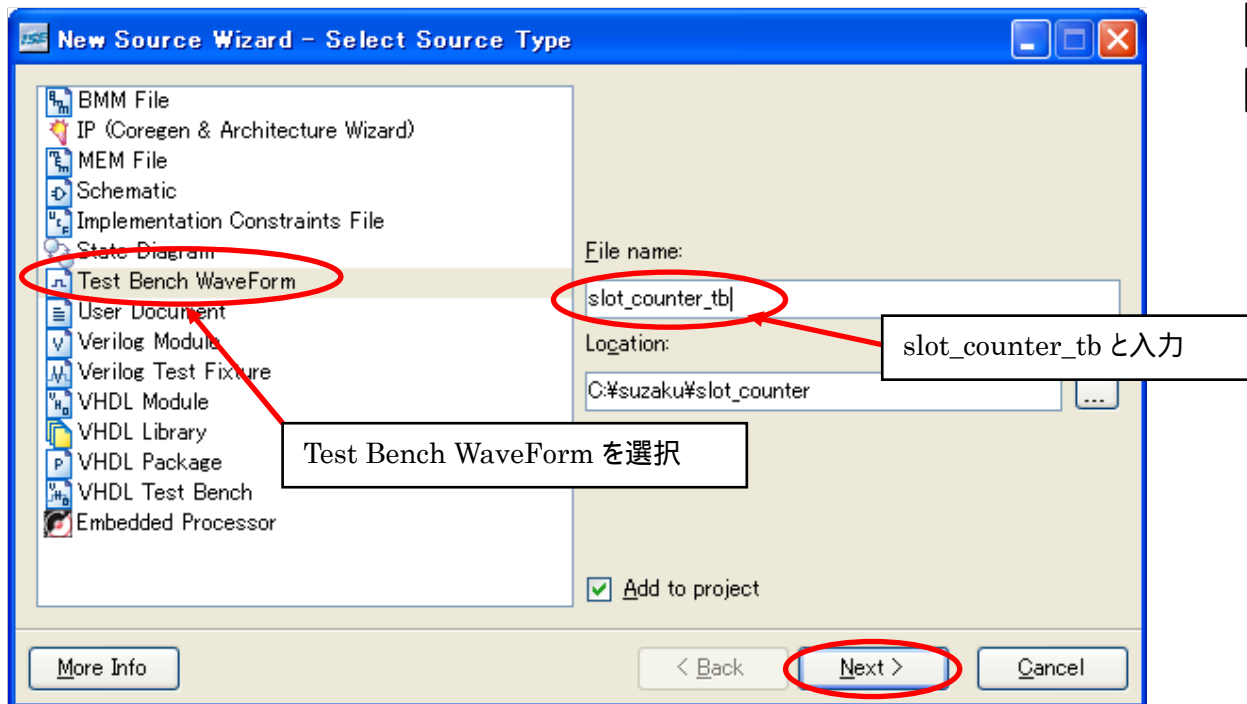 New Source Wizard - Select Source Type
BMM File
IP (Coregen & Architecture Wizard)
MEM File
Schematic
Implementation Constraints File
State Diagram
Test Bench WaveForm
User Document
Verilog Module
Verilog Test Fixture
VHDL Module
VHDL Library
VHDL Package
VHDL Test Bench
Embedded Processor
File name:
slot_counter_tb
Location:
C:¥suzaku¥slot_counter
...
slot_counter_tb と入力
Test Bench WaveForm を選択
Add to project
More Info
< Back
Next >
Cancel